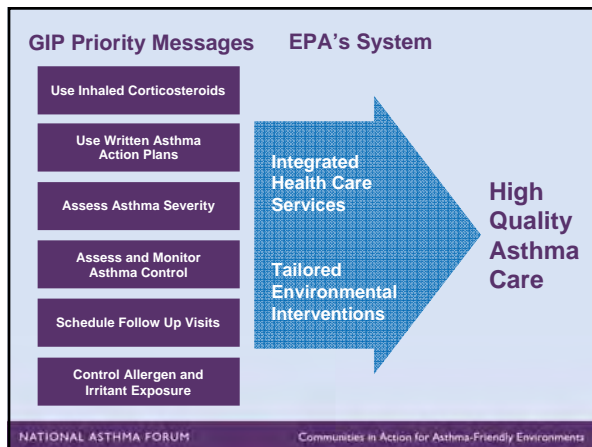 GIP Priority Messages
EPA's System
Use Inhaled Corticosteroids
Use Written Asthma
Action Plans
Assess Asthma Severity
Assess and Monitor
Asthma Control
Schedule Follow Up Visits
Control Allergen and
Irritant Exposure
Integrated
Health Care
Services
Tailored
Environmental
Interventions
High
Quality
Asthma
Care
NATIONAL ASTHMA FORUM
Communities in Action for Asthma-Friendly Environments